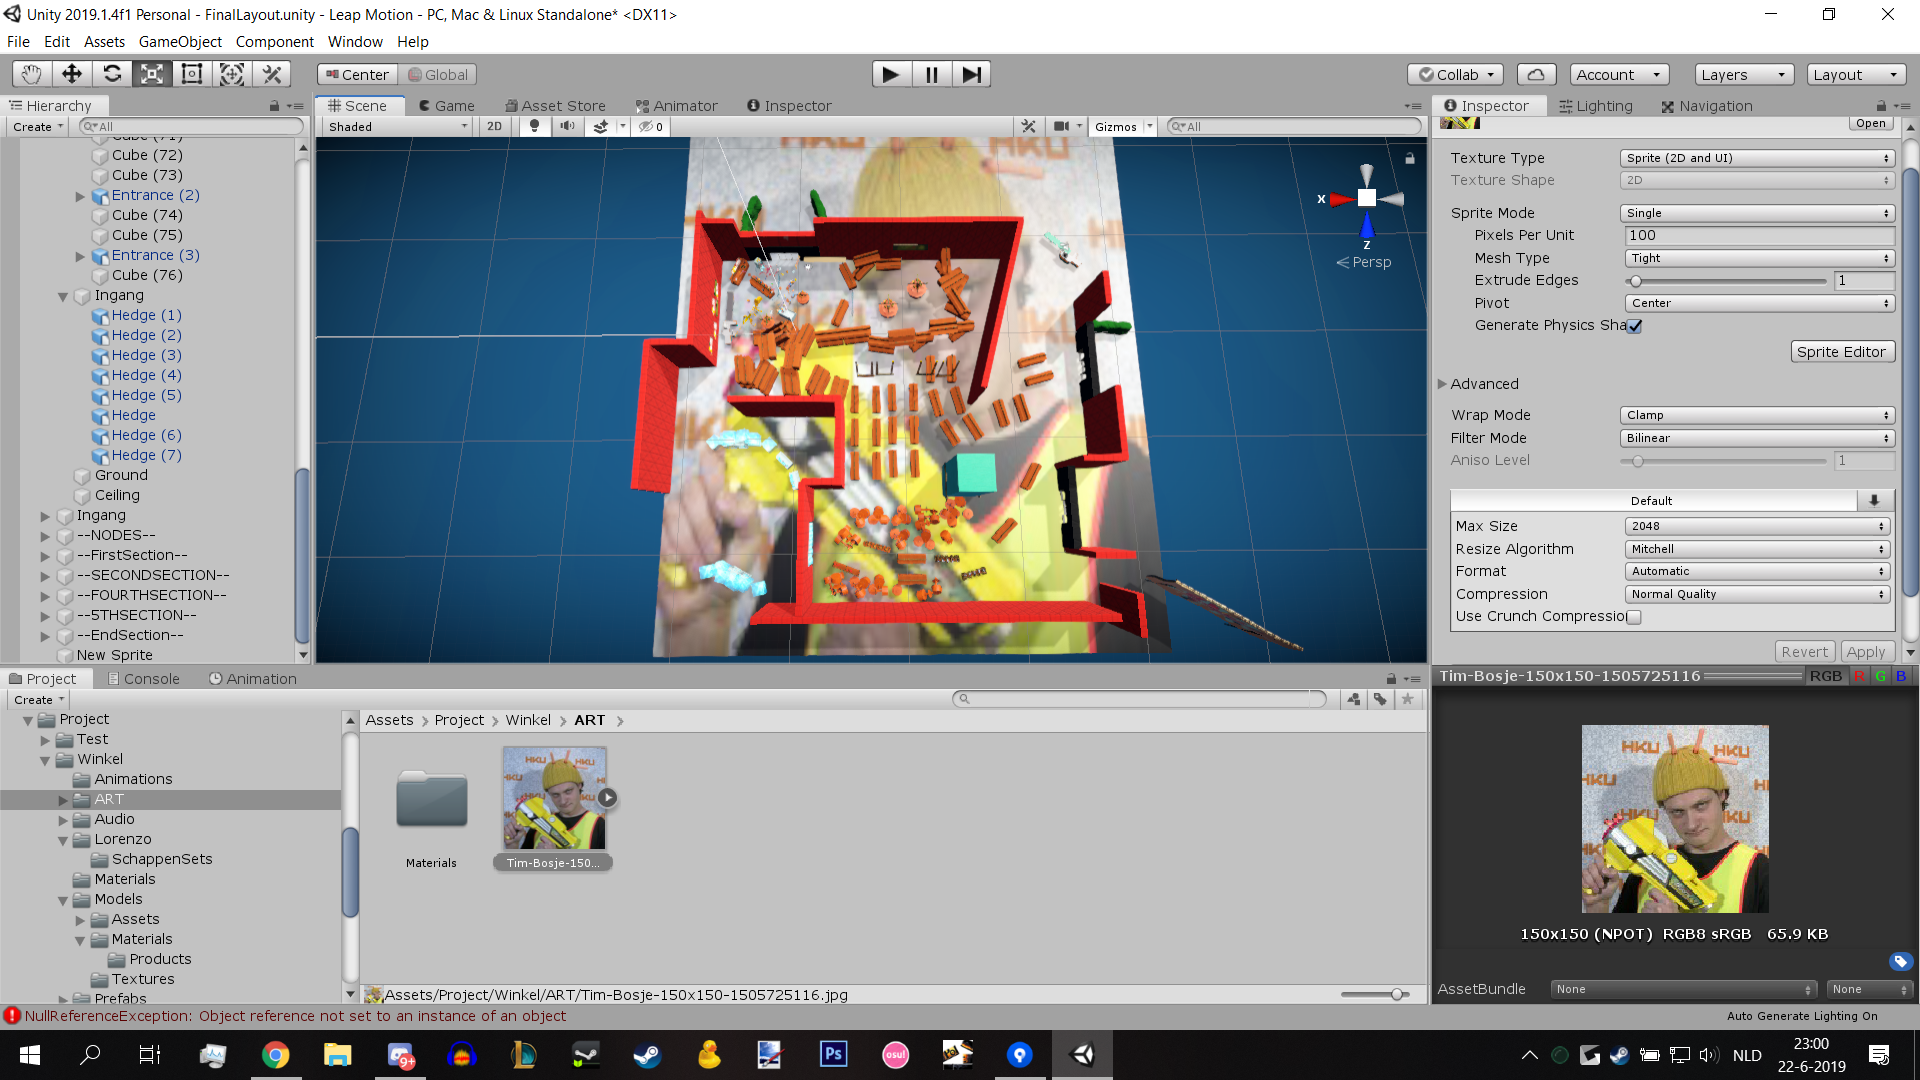 Unity 2019.1.4f1 Personal - FinalLayout.unity - Leap Motion - PC, Mac & Linux Standalone* <DX11>
File Edit Assets GameObject Component Window Help
Center Global Collab Account Layers Layout
Hierarchy
Create All
Cube (71)
Cube (72)
Cube (73)
Entrance (2)
Cube (74)
Cube (75)
Entrance (3)
Cube (76)
Ingang
Hedge (1)
Hedge (2)
Hedge (3)
Hedge (4)
Hedge (5)
Hedge
Hedge (6)
Hedge (7)
Ground
Ceiling
Ingang
--NODES--
--FirstSection--
--SECONDSECTION--
--FOURTHSECTION--
--5THSECTION--
--EndSection--
New Sprite
Scene Game Asset Store Animator Inspector
Shaded 2D 0 Gizmos All
HKU
x
z
Persp
Inspector Lighting Navigation
Open
Texture Type Sprite (2D and UI)
Texture Shape 2D
Sprite Mode Single
Pixels Per Unit 100
Mesh Type Tight
Extrude Edges 1
Pivot Center
Generate Physics Sha
Sprite Editor
Advanced
Wrap Mode Clamp
Filter Mode Bilinear
Aniso Level 1
Default
Max Size 2048
Resize Algorithm Mitchell
Format Automatic
Compression Normal Quality
Use Crunch Compressio
Revert Apply
Tim-Bosje-150x150-1505725116 RGB R G B
HKU HKU
150x150 (NPOT) RGB8 sRGB 65.9 KB
AssetBundle None None
Project Console Animation
Create
Project
Test
Winkel
Animations
ART
Audio
Lorenzo
SchappenSets
Materials
Models
Assets
Materials
Products
Textures
Prefabs
Assets Project Winkel ART
Materials
Tim-Bosje-150...
Assets/Project/Winkel/ART/Tim-Bosje-150x150-1505725116.jpg
NullReferenceException: Object reference not set to an instance of an object
Auto Generate Lighting On
9+
Ps
osu!
NLD
23:00
22-6-2019